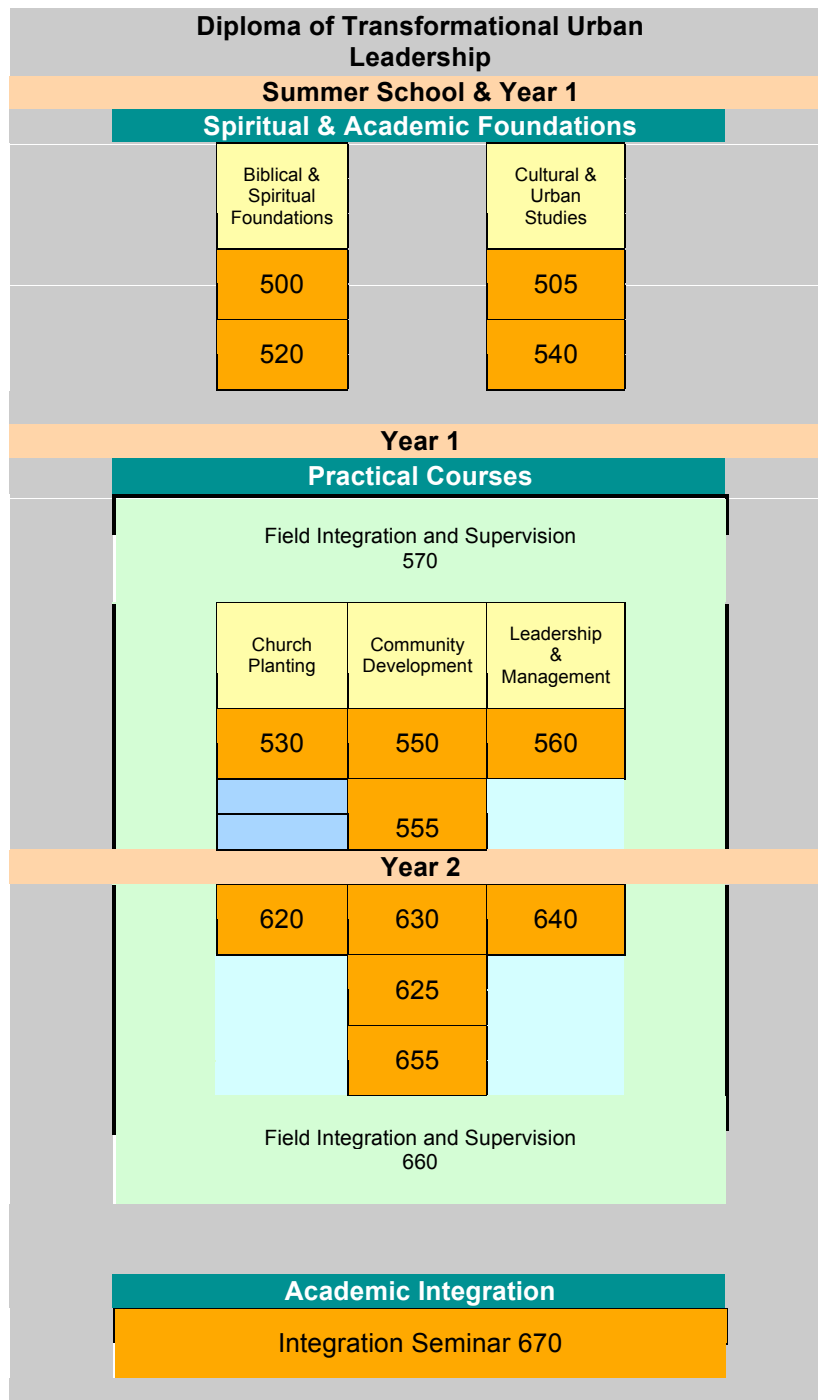 Diploma of Transformational Urban
Leadership
Summer School & Year 1
Spiritual & Academic Foundations
Biblical &
Spiritual
Foundations
Cultural &
Urban
Studies
500
505
520
540
Year 1
Practical Courses
Field Integration and Supervision
570
Church
Planting
Community
Development
Leadership
&
Management
530
550
560
555
Year 2
620
630
640
625
655
Field Integration and Supervision
660
Academic Integration
Integration Seminar 670